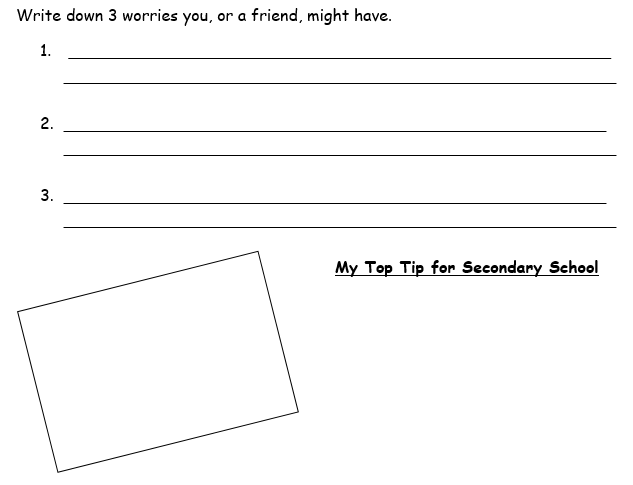 Write down 3 worries you, or a friend, might have.
1.
2.
3.
My Top Tip for Secondary School